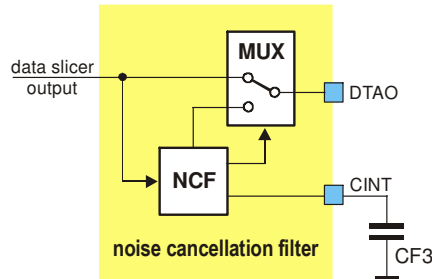 MUX
data slicer
output
DTAO
NCF
CINT
noise cancellation filter
CF3